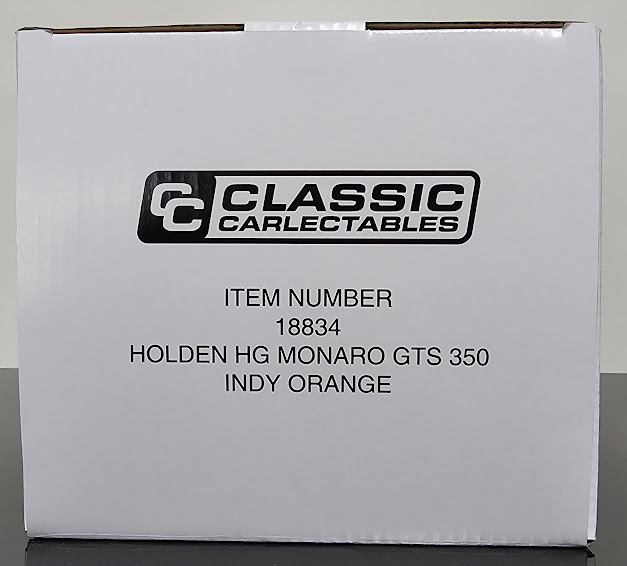 CC CLASSIC
CARLECTABLES
ITEM NUMBER
18834
HOLDEN HG MONARO GTS 350
INDY ORANGE